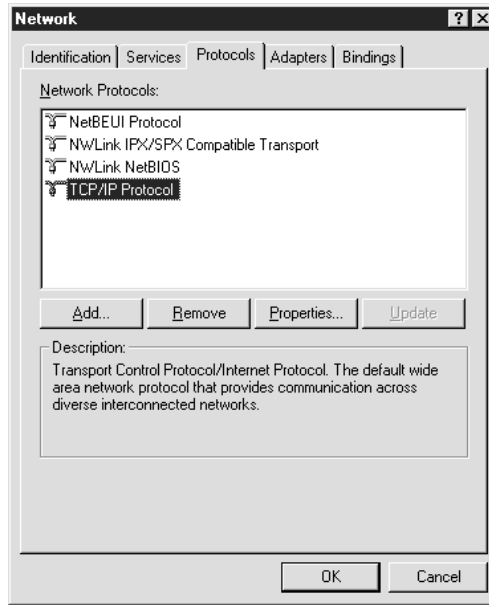 Network
Identification Services Protocols Adapters Bindings
Network Protocols:
NetBEUI Protocol
NWLink IPX/SPX Compatible Transport
NWLink NetBIOS
TCP/IP Protocol
Add... Remove Properties... Update
Description:
Transport Control Protocol/Internet Protocol. The default wide
area network protocol that provides communication across
diverse interconnected networks.
OK Cancel